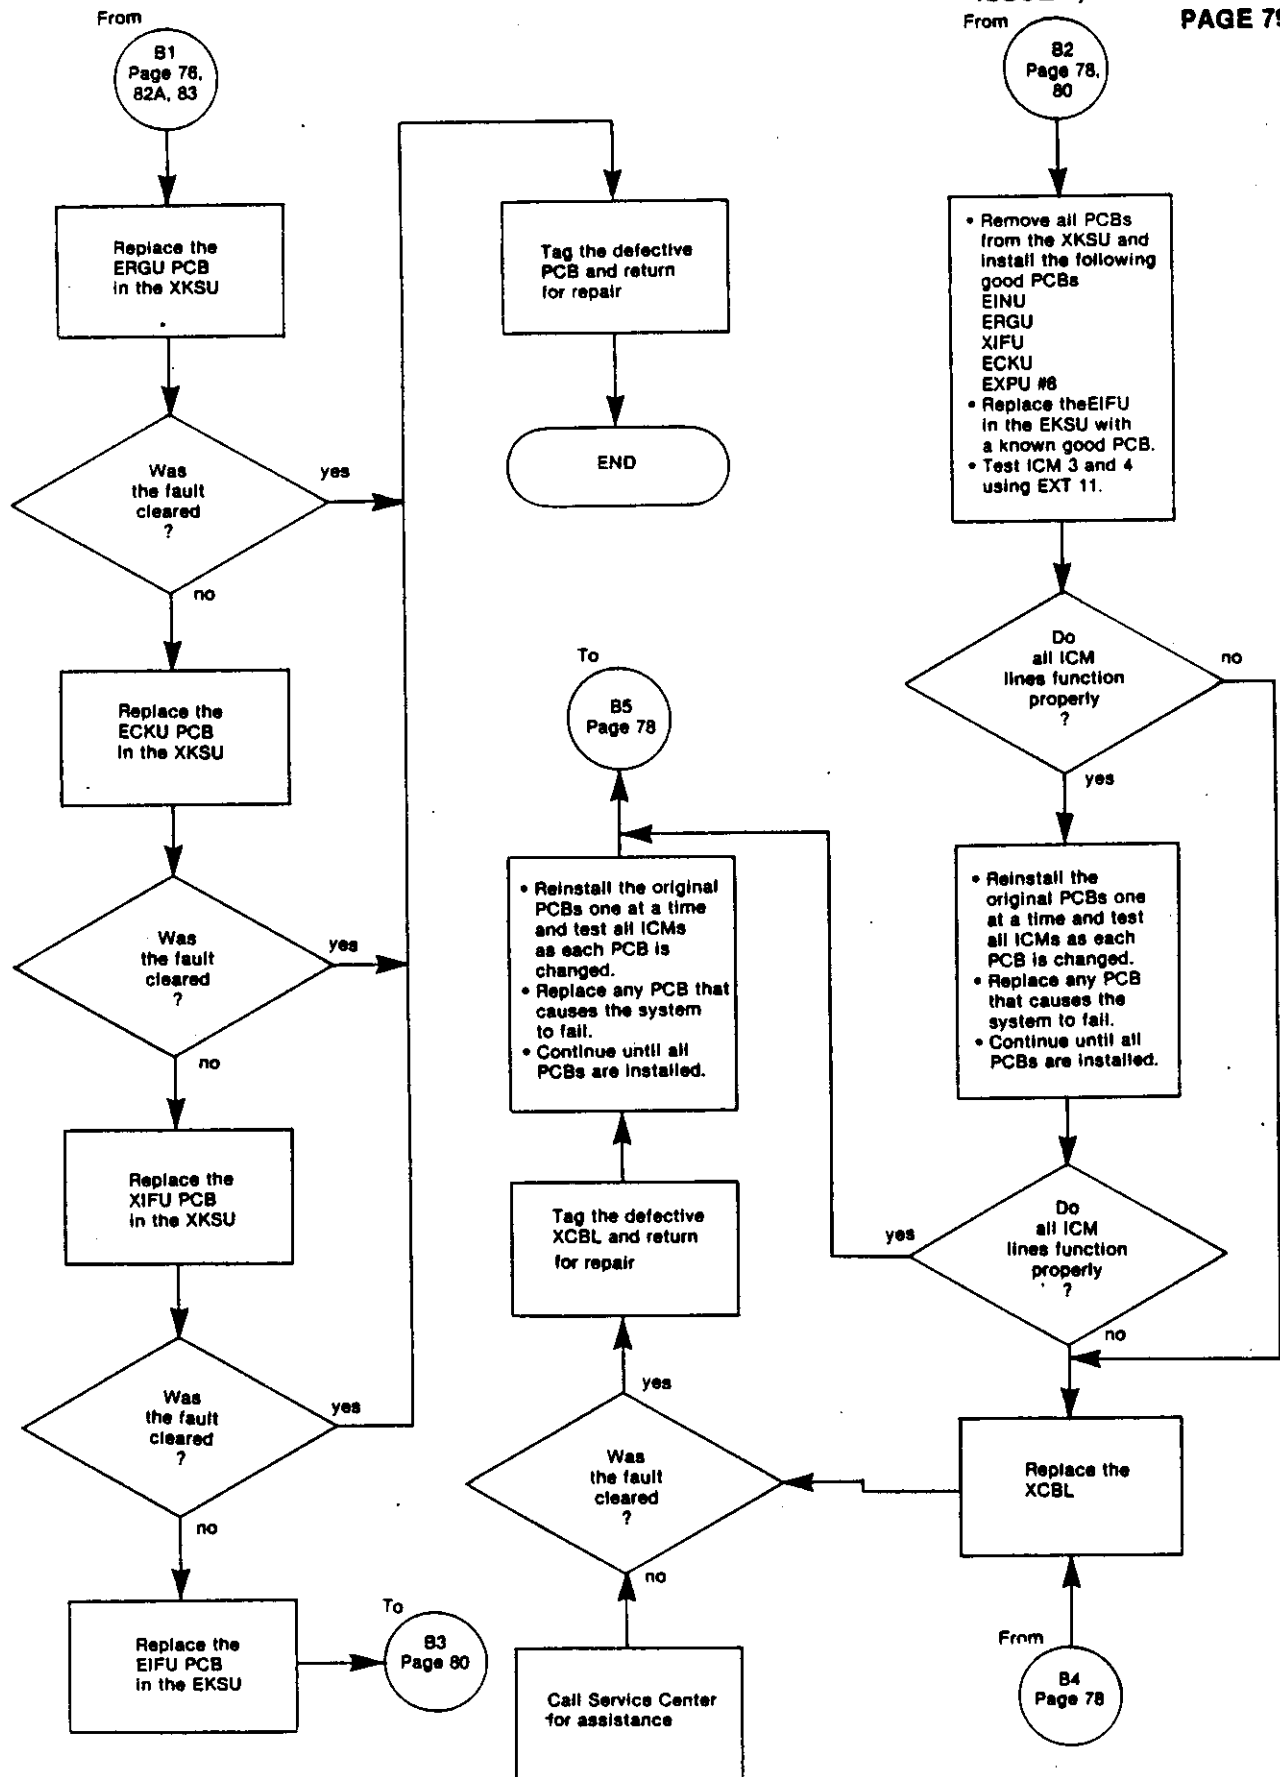 PAGE 79
From
B1
Page 78,
82A, 83
Replace the
ERGU PCB
in the XKSU
Was
the fault
cleared
?
yes
no
Replace the
ECKU PCB
in the XKSU
Was
the fault
cleared
?
yes
no
Replace the
XIFU PCB
in the XKSU
Was
the fault
cleared
?
yes
no
Replace the
EIFU PCB
in the EKSU
To
B3
Page 80
Tag the defective
PCB and return
for repair
END
To
B5
Page 78
• Reinstall the original
PCBs one at a time
and test all ICMs
as each PCB is
changed.
• Replace any PCB that
causes the system
to fail.
• Continue until all
PCBs are installed.
Tag the defective
XCBL and return
for repair
yes
Was
the fault
cleared
?
no
Call Service Center
for assistance
From
B2
Page 78,
80
• Remove all PCBs
from the XKSU and
install the following
good PCBs
EINU
ERGU
XIFU
ECKU
EXPU #6
• Replace theEIFU
in the EKSU with
a known good PCB.
• Test ICM 3 and 4
using EXT 11.
Do
all ICM
lines function
properly
?
no
yes
• Reinstall the
original PCBs one
at a time and test
all ICMs as each
PCB is changed.
• Replace any PCB
that causes the
system to fail.
• Continue until all
PCBs are installed.
Do
all ICM
lines function
properly
?
yes
no
Replace the
XCBL
From
B4
Page 78